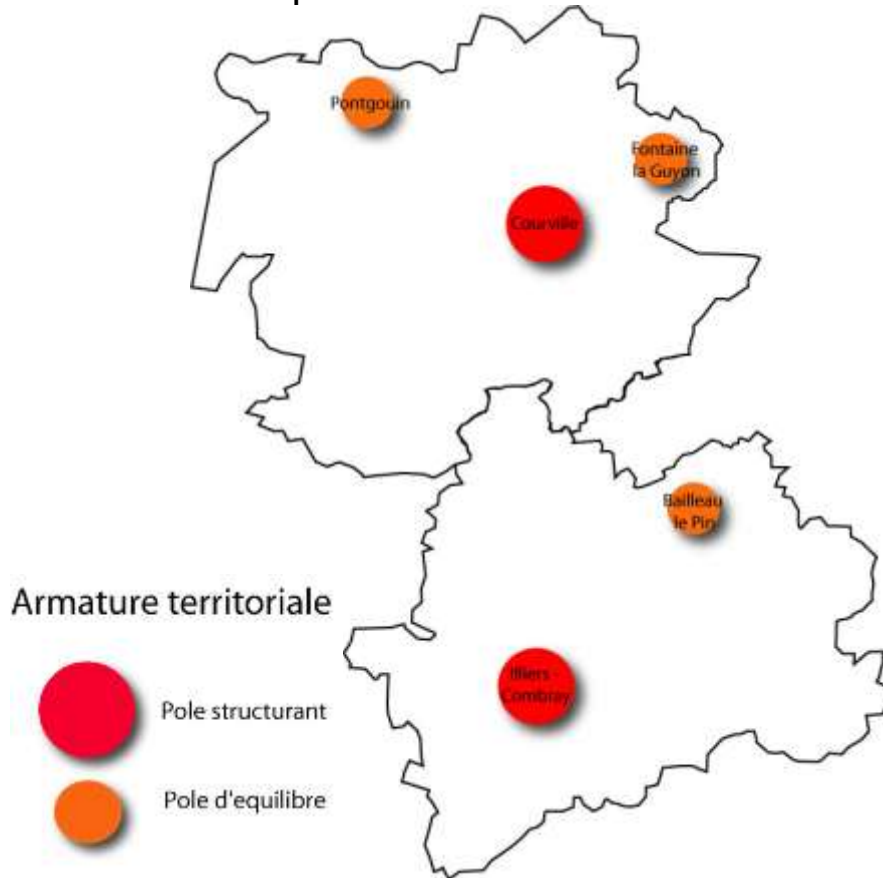 Pontgouin
Fontaine
la Guyon
Courville
Bailleau
le Pin
Armature territoriale
Illiers -
Combray
Pole structurant
Pole d'equilibre